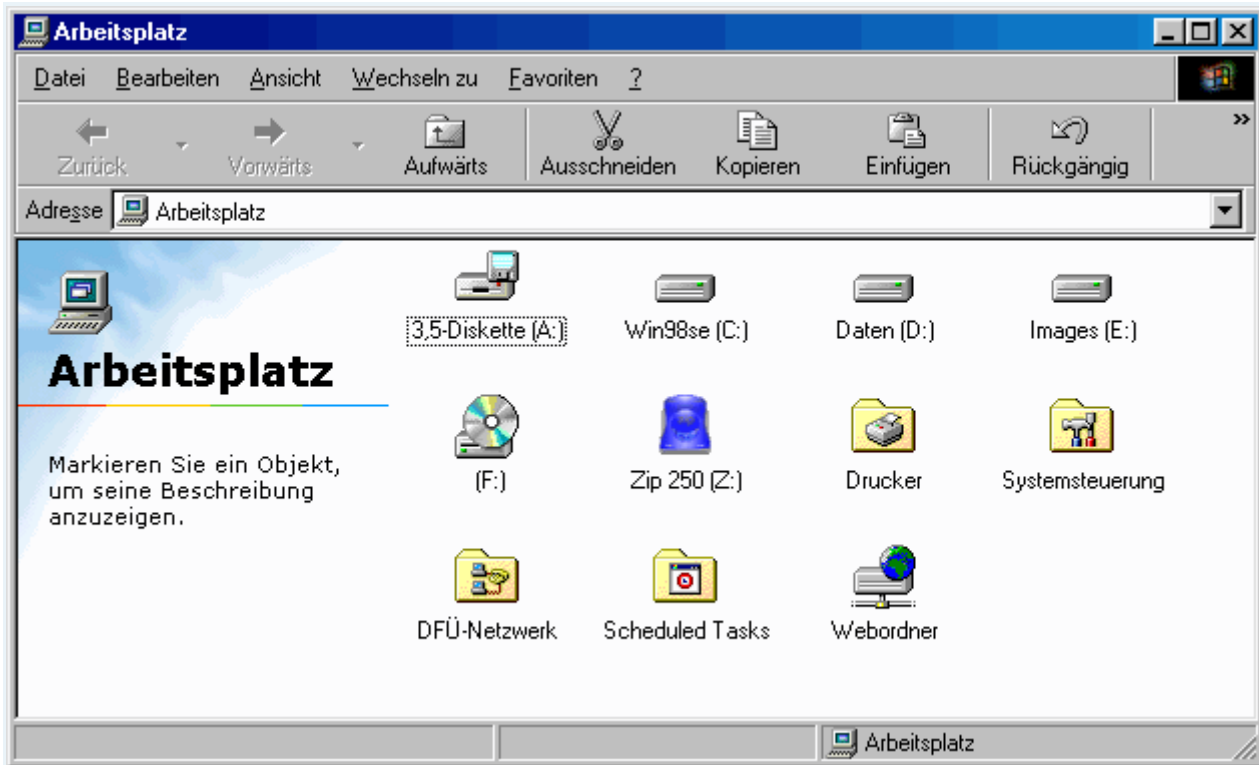 Arbeitsplatz
Datei Bearbeiten Ansicht Wechseln zu Favoriten ?
Zurück Vorwärts Aufwärts Ausschneiden Kopieren Einfügen Rückgängig »
Adresse Arbeitsplatz
Arbeitsplatz
Markieren Sie ein Objekt,
um seine Beschreibung
anzuzeigen.
3,5-Diskette (A:) Win98se (C:) Daten (D:) Images (E:)
(F:) Zip 250 (Z:) Drucker Systemsteuerung
DFÜ-Netzwerk Scheduled Tasks Webordner
Arbeitsplatz